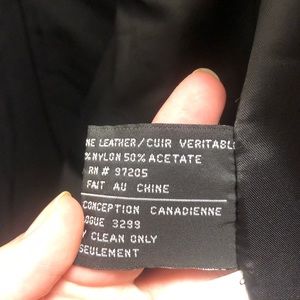 NE LEATHER/CUIR VERITABL
% NYLON 50% ACETATE
RN# 97205
FAIT AU CHINE
CONCEPTION CANADIENNE
OGUE 3299
Y CLEAN ONLY
SEULEMENT